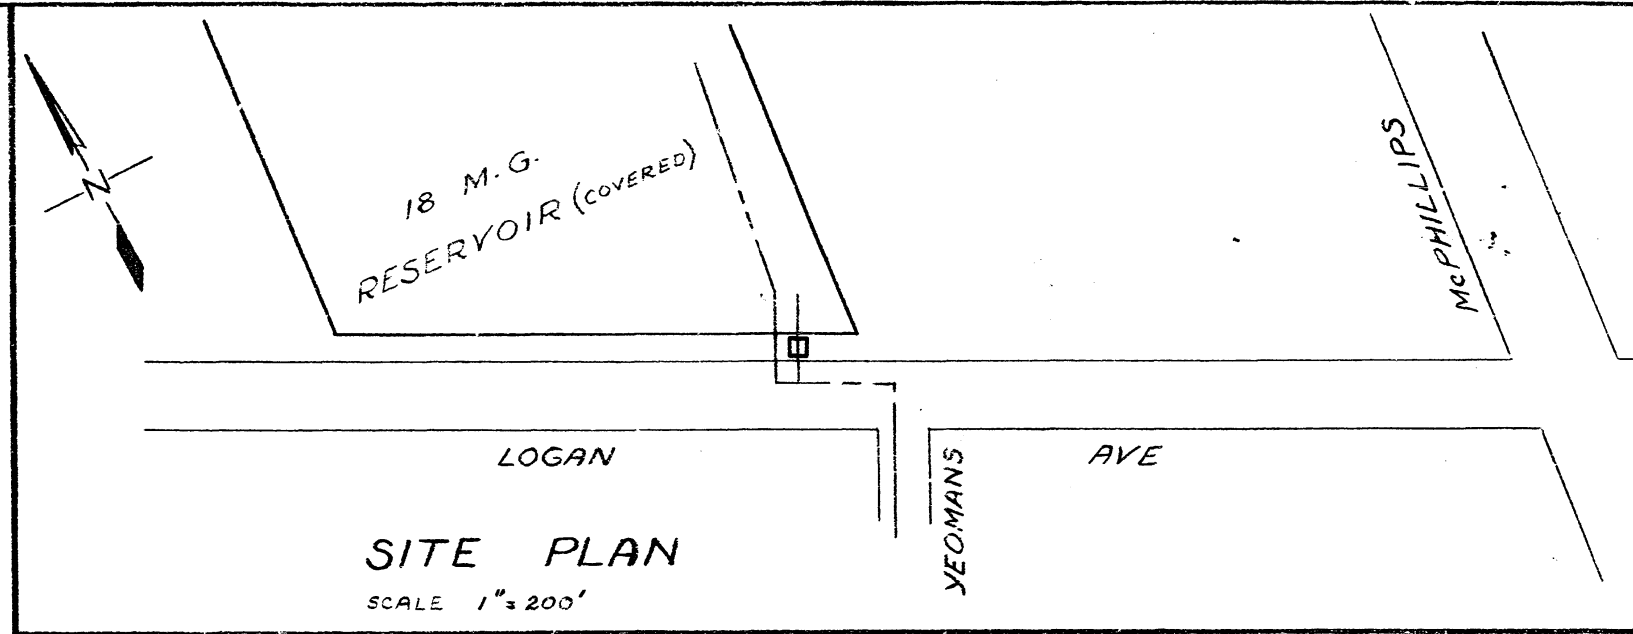 N
18 M.G.
RESERVOIR (COVERED)
McPHILLIPS
LOGAN AVE
YEOMANS
SITE PLAN
SCALE 1"=200'